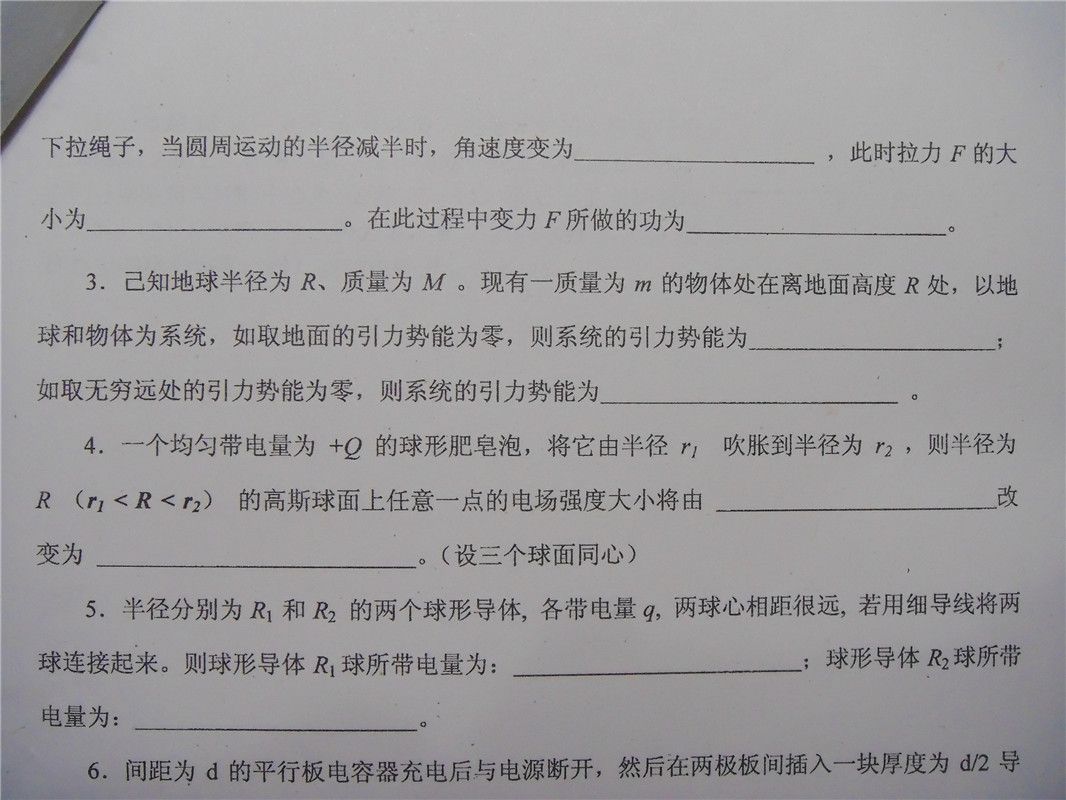 下拉绳子，当圆周运动的半径减半时，角速度变为____________________，此时拉力 F 的大
小为____________________。在此过程中变力 F 所做的功为____________________。
3．己知地球半径为 R、质量为 M 。现有一质量为 m 的物体处在离地面高度 R 处，以地
球和物体为系统，如取地面的引力势能为零，则系统的引力势能为____________________；
如取无穷远处的引力势能为零，则系统的引力势能为____________________ 。
4．一个均匀带电量为 +Q 的球形肥皂泡，将它由半径 r₁ 吹胀到半径为 r₂ ，则半径为
R （r₁ < R < r₂） 的高斯球面上任意一点的电场强度大小将由 ____________________改
变为 ____________________。（设三个球面同心）
5．半径分别为 R₁ 和 R₂ 的两个球形导体, 各带电量 q, 两球心相距很远, 若用细导线将两
球连接起来。则球形导体 R₁球所带电量为：____________________；球形导体 R₂球所带
电量为：____________________。
6．间距为 d 的平行板电容器充电后与电源断开，然后在两极板间插入一块厚度为 d/2 导